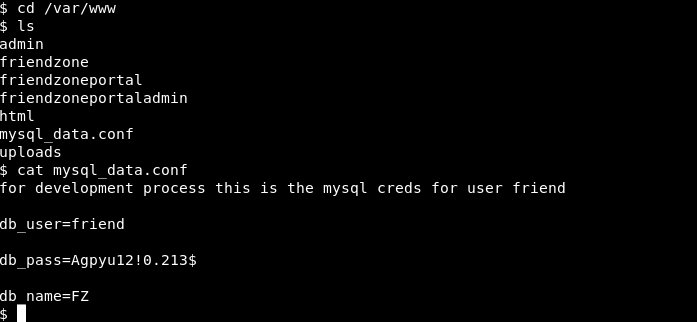 $ cd /var/www
$ ls
admin
friendzone
friendzoneportal
friendzoneportaladmin
html
mysql_data.conf
uploads
$ cat mysql_data.conf
for development process this is the mysql creds for user friend
db_user=friend
db_pass=Agpyu12!0.213$
db_name=FZ
$